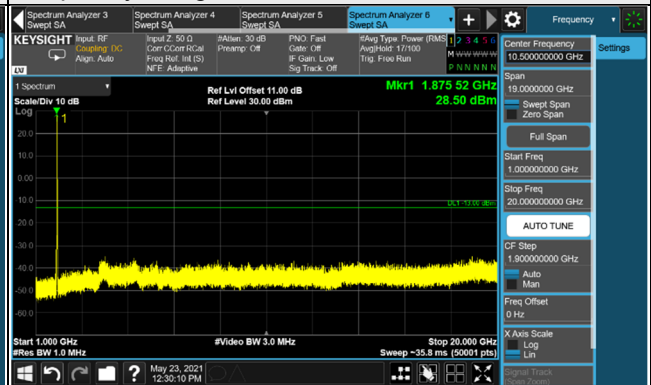 Spectrum Analyzer 3
Swept SA
Spectrum Analyzer 4
Swept SA
Spectrum Analyzer 5
Swept SA
Spectrum Analyzer 6
Swept SA
Frequency
KEYSIGHT
Input: RF
Coupling: DC
Align: Auto
Input Z: 50 Ω
Corr CCorr RCal
Freq Ref: Int (S)
NFE: Adaptive
#Atten: 30 dB
Preamp: Off
PNO: Fast
Gate: Off
IF Gain: Low
Sig Track: Off
#Avg Type: Power (RMS)
Avg|Hold: 17/100
Trig: Free Run
1 2 3 4 5 6
M W W W W W
P N N N N N
LXI
1 Spectrum
Scale/Div 10 dB
Ref Lvl Offset 11.00 dB
Ref Level 30.00 dBm
Mkr1 1.875 52 GHz
28.50 dBm
Log
1
20.0
10.0
0.00
-10.0
DL1 -13.00 dBm
-20.0
-30.0
-40.0
-50.0
-60.0
Start 1.000 GHz
#Video BW 3.0 MHz
Stop 20.000 GHz
#Res BW 1.0 MHz
Sweep ~35.8 ms (50001 pts)
May 23, 2021
12:30:10 PM
?
Center Frequency
10.500000000 GHz
Settings
Span
19.0000000 GHz
Swept Span
Zero Span
Full Span
Start Freq
1.000000000 GHz
Stop Freq
20.000000000 GHz
AUTO TUNE
CF Step
1.900000000 GHz
Auto
Man
Freq Offset
0 Hz
X Axis Scale
Log
Lin
Signal Track
(Span Zoom)